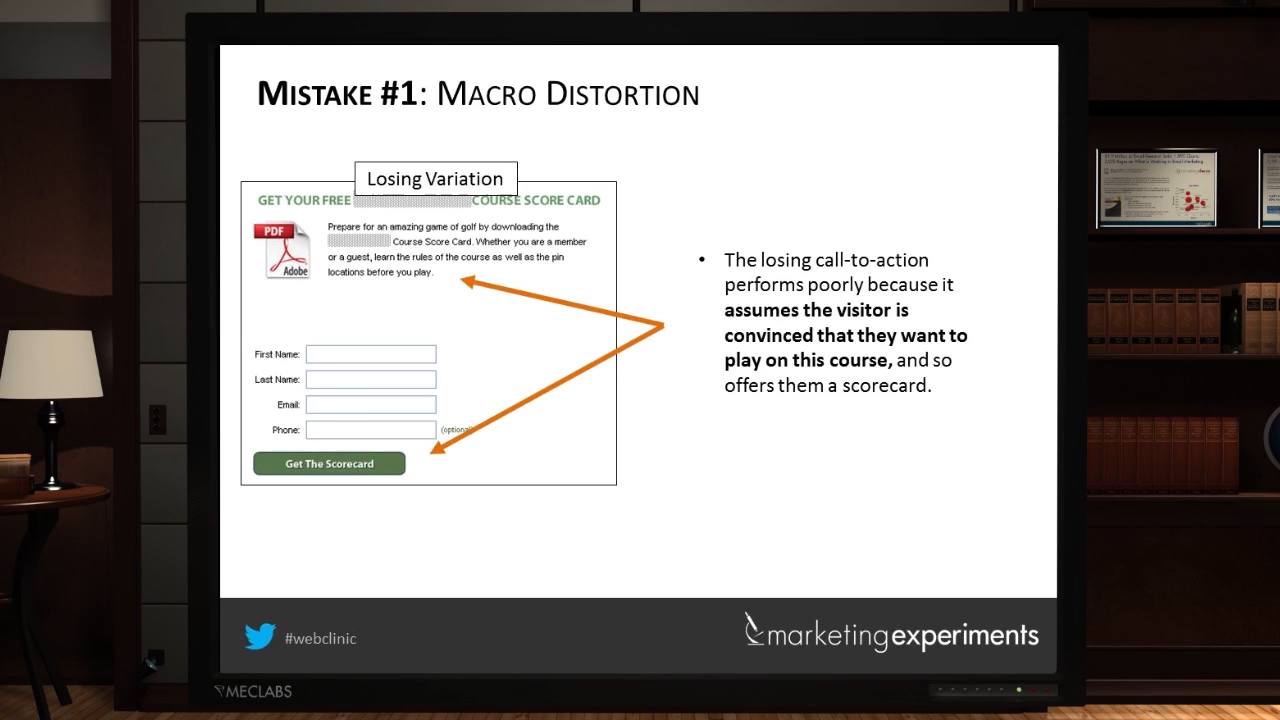 MISTAKE #1: MACRO DISTORTION
Losing Variation
GET YOUR FREE COURSE SCORE CARD
PDF
Adobe
Prepare for an amazing game of golf by downloading the
Course Score Card. Whether you are a member
or a guest, learn the rules of the course as well as the pin
locations before you play.
First Name:
Last Name:
Email:
Phone:
(optional)
Get The Scorecard
• The losing call-to-action
performs poorly because it
assumes the visitor is
convinced that they want to
play on this course, and so
offers them a scorecard.
#webclinic
marketingexperiments
MECLABS